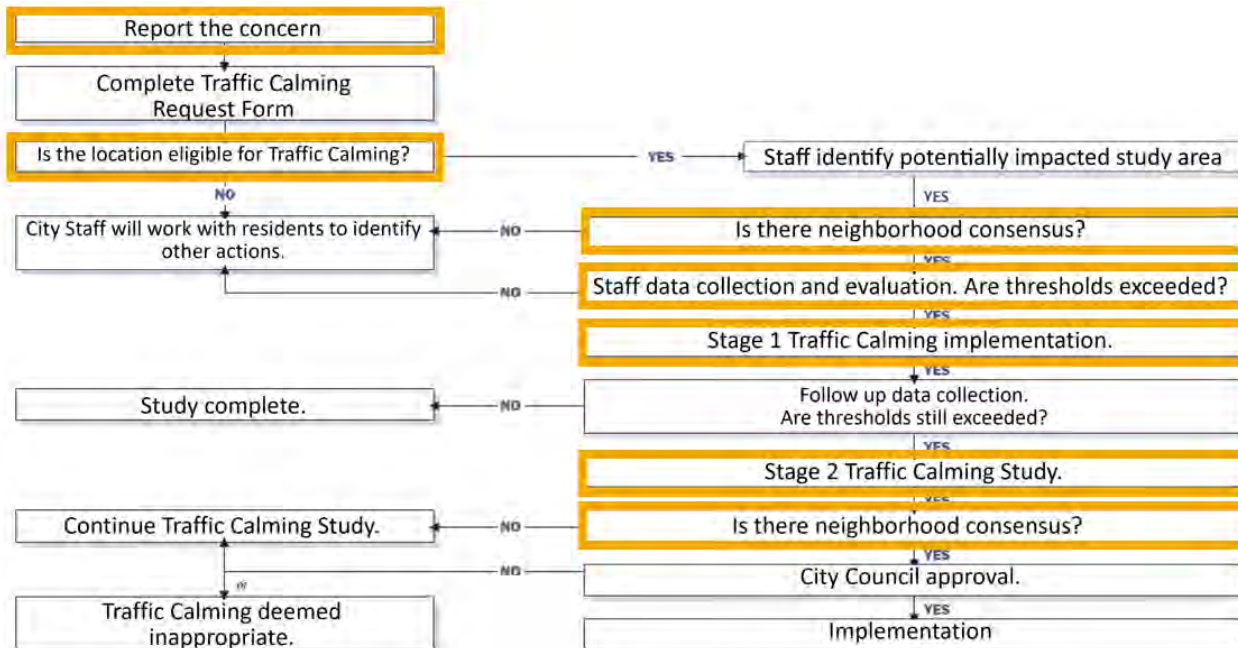 Report the concern
Complete Traffic Calming
Request Form
Is the location eligible for Traffic Calming?
YES
Staff identify potentially impacted study area
NO
YES
City Staff will work with residents to identify
other actions.
NO
Is there neighborhood consensus?
YES
NO
Staff data collection and evaluation. Are thresholds exceeded?
YES
Stage 1 Traffic Calming implementation.
YES
Study complete.
NO
Follow up data collection.
Are thresholds still exceeded?
YES
Stage 2 Traffic Calming Study.
YES
Continue Traffic Calming Study.
NO
Is there neighborhood consensus?
YES
NO
City Council approval.
or
YES
Traffic Calming deemed
inappropriate.
Implementation